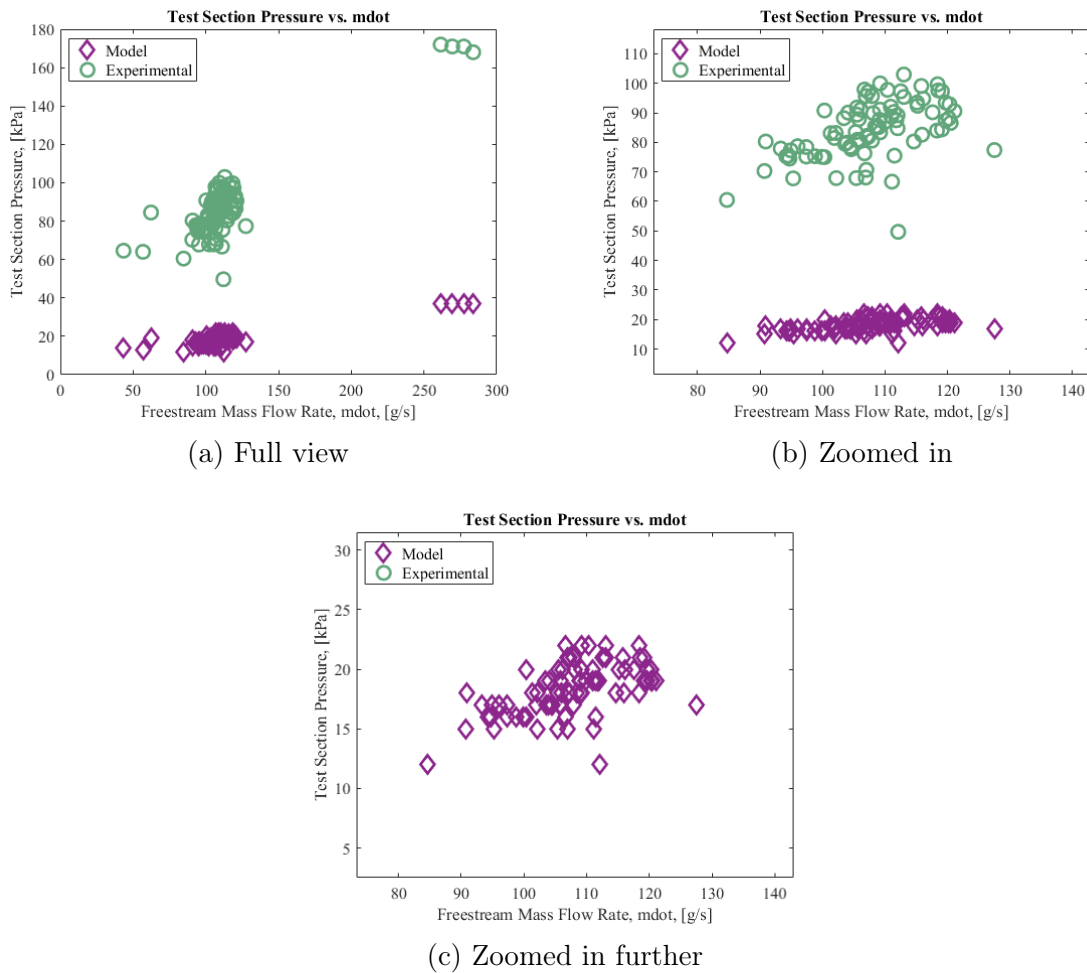 Test Section Pressure vs. mdot
180
160
140
120
100
80
60
40
20
0
Test Section Pressure, [kPa]
Model
Experimental
0 50 100 150 200 250 300
Freestream Mass Flow Rate, mdot, [g/s]
(a) Full view
Test Section Pressure vs. mdot
110
100
90
80
70
60
50
40
30
20
10
Test Section Pressure, [kPa]
Model
Experimental
80 90 100 110 120 130 140
Freestream Mass Flow Rate, mdot, [g/s]
(b) Zoomed in
Test Section Pressure vs. mdot
30
25
20
15
10
5
Test Section Pressure, [kPa]
Model
Experimental
80 90 100 110 120 130 140
Freestream Mass Flow Rate, mdot, [g/s]
(c) Zoomed in further